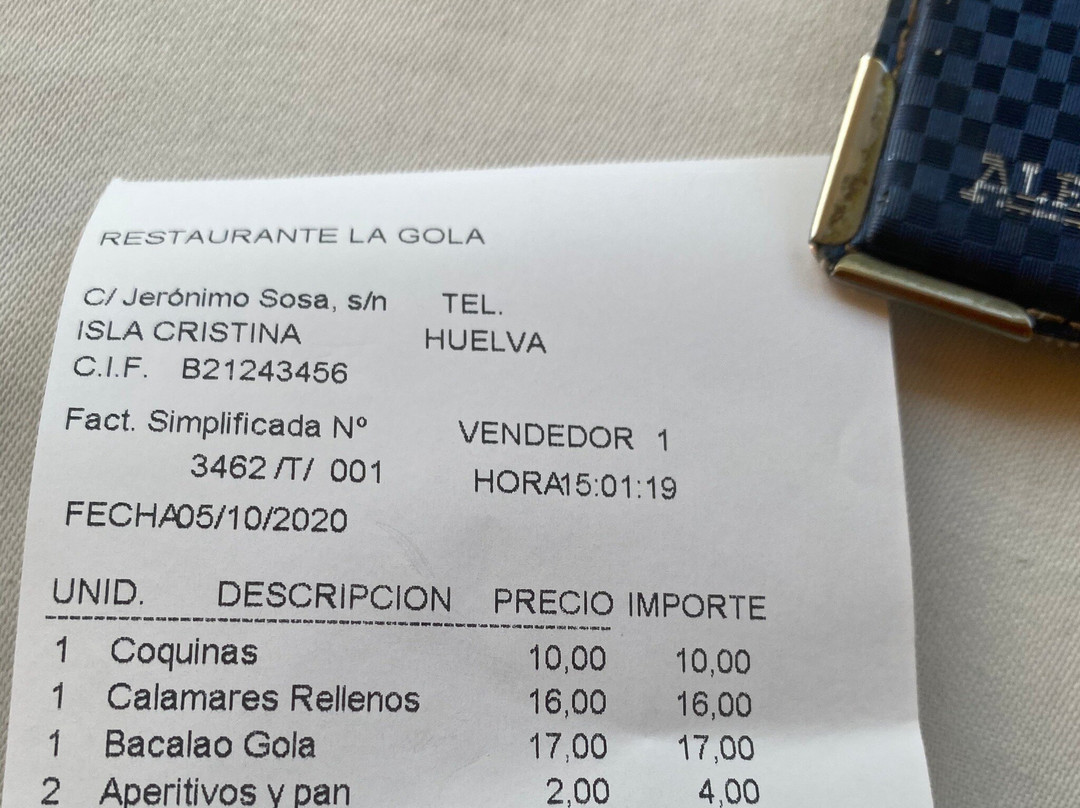 RESTAURANTE LA GOLA
C/ Jerónimo Sosa, s/n TEL.
ISLA CRISTINA HUELVA
C.I.F. B21243456
Fact. Simplificada Nº VENDEDOR 1
3462 /T/ 001 HORA15:01:19
FECHA05/10/2020
UNID. DESCRIPCION PRECIO IMPORTE
1 Coquinas 10,00 10,00
1 Calamares Rellenos 16,00 16,00
1 Bacalao Gola 17,00 17,00
2 Aperitivos y pan 2,00 4,00